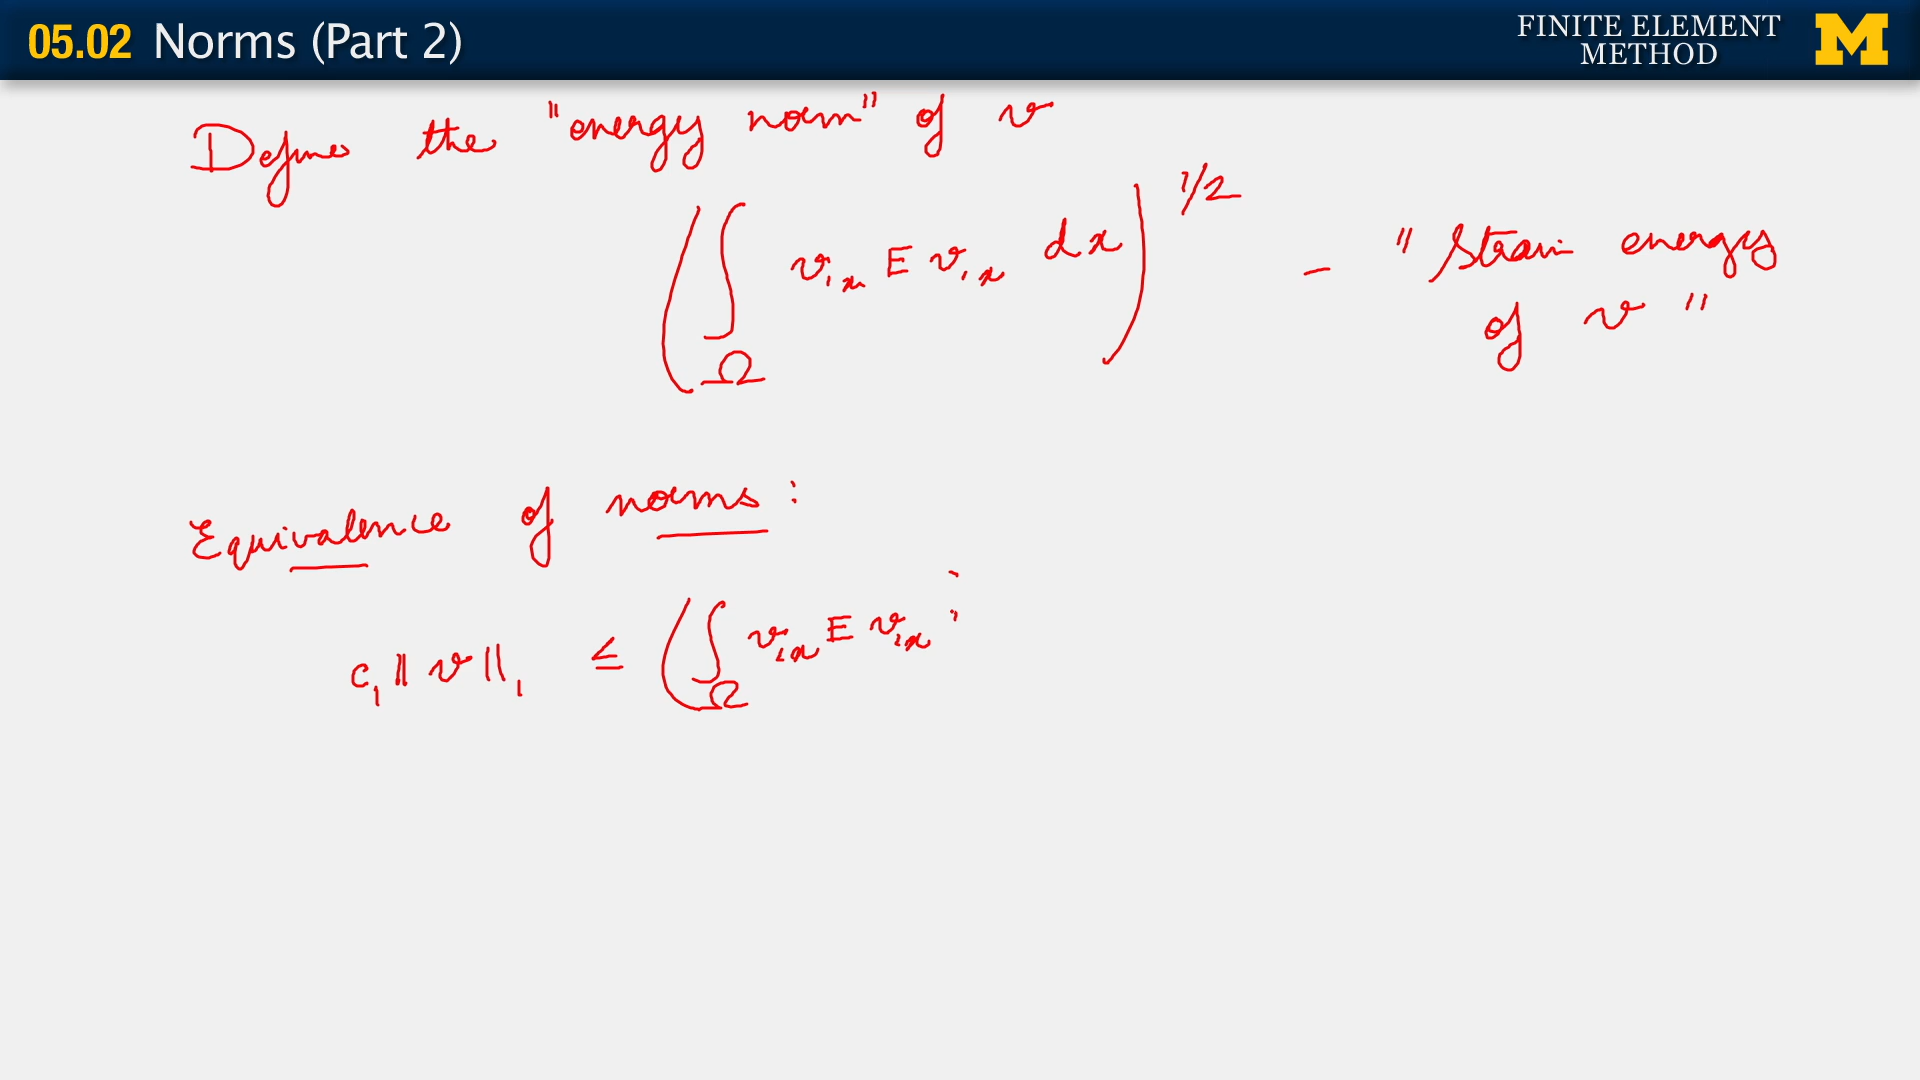 05.02 Norms (Part 2)
FINITE ELEMENT
METHOD
M
Define the "energy norm" of v
(∫_Ω v,x E v,x dx)^1/2 - "Strain energy
of v"
Equivalence of norms:
c₁‖v‖₁ ≤ (∫_Ω v,x E v,x